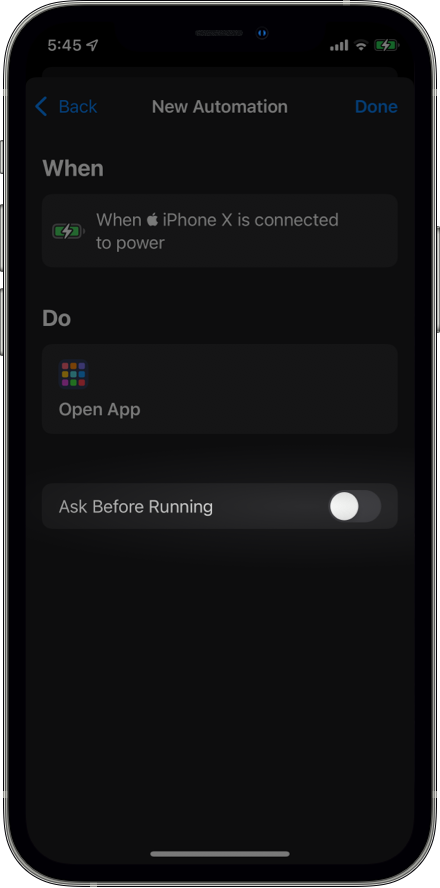 5:45
Back
New Automation
Done
When
When  iPhone X is connected
to power
Do
Open App
Ask Before Running